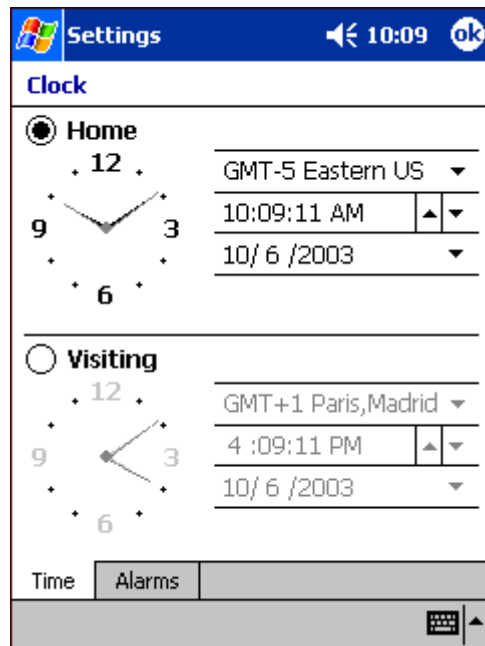 Settings 10:09 ok
Clock
Home
12
9
3
6
GMT-5 Eastern US
10:09:11 AM
10/ 6 /2003
Visiting
12
9
3
6
GMT+1 Paris,Madrid
4 :09:11 PM
10/ 6 /2003
Time Alarms